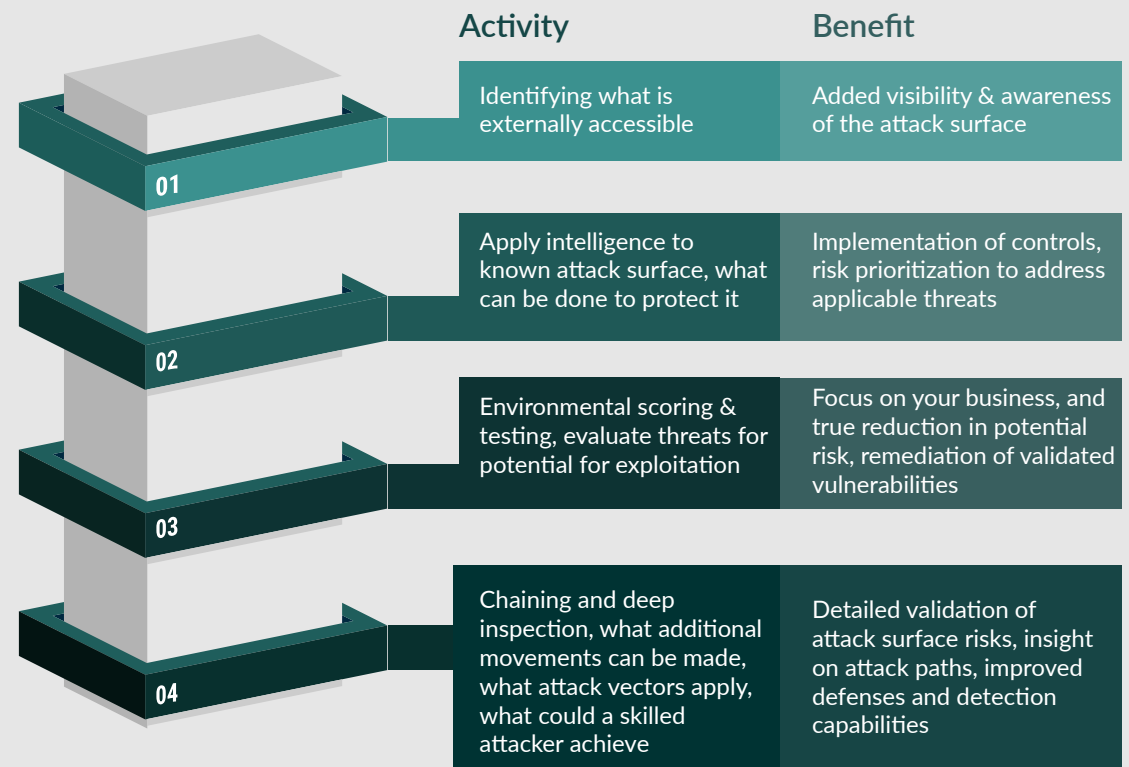 Activity
Benefit
01
Identifying what is
externally accessible
Added visibility & awareness
of the attack surface
02
Apply intelligence to
known attack surface, what
can be done to protect it
Implementation of controls,
risk prioritization to address
applicable threats
03
Environmental scoring &
testing, evaluate threats for
potential for exploitation
Focus on your business, and
true reduction in potential
risk, remediation of validated
vulnerabilities
04
Chaining and deep
inspection, what additional
movements can be made,
what attack vectors apply,
what could a skilled
attacker achieve
Detailed validation of
attack surface risks, insight
on attack paths, improved
defenses and detection
capabilities